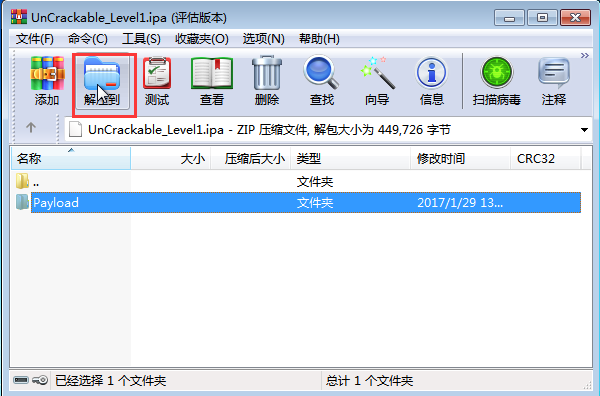 UnCrackable_Level1.ipa (评估版本)
文件(F) 命令(C) 工具(S) 收藏夹(O) 选项(N) 帮助(H)
添加 解压到 测试 查看 删除 查找 向导 信息 扫描病毒 注释
UnCrackable_Level1.ipa - ZIP 压缩文件, 解包大小为 449,726 字节
名称 大小 压缩后大小 类型 修改时间 CRC32
.. 文件夹
Payload 文件夹 2017/1/29 13...
已经选择 1 个文件夹 总计 1 个文件夹